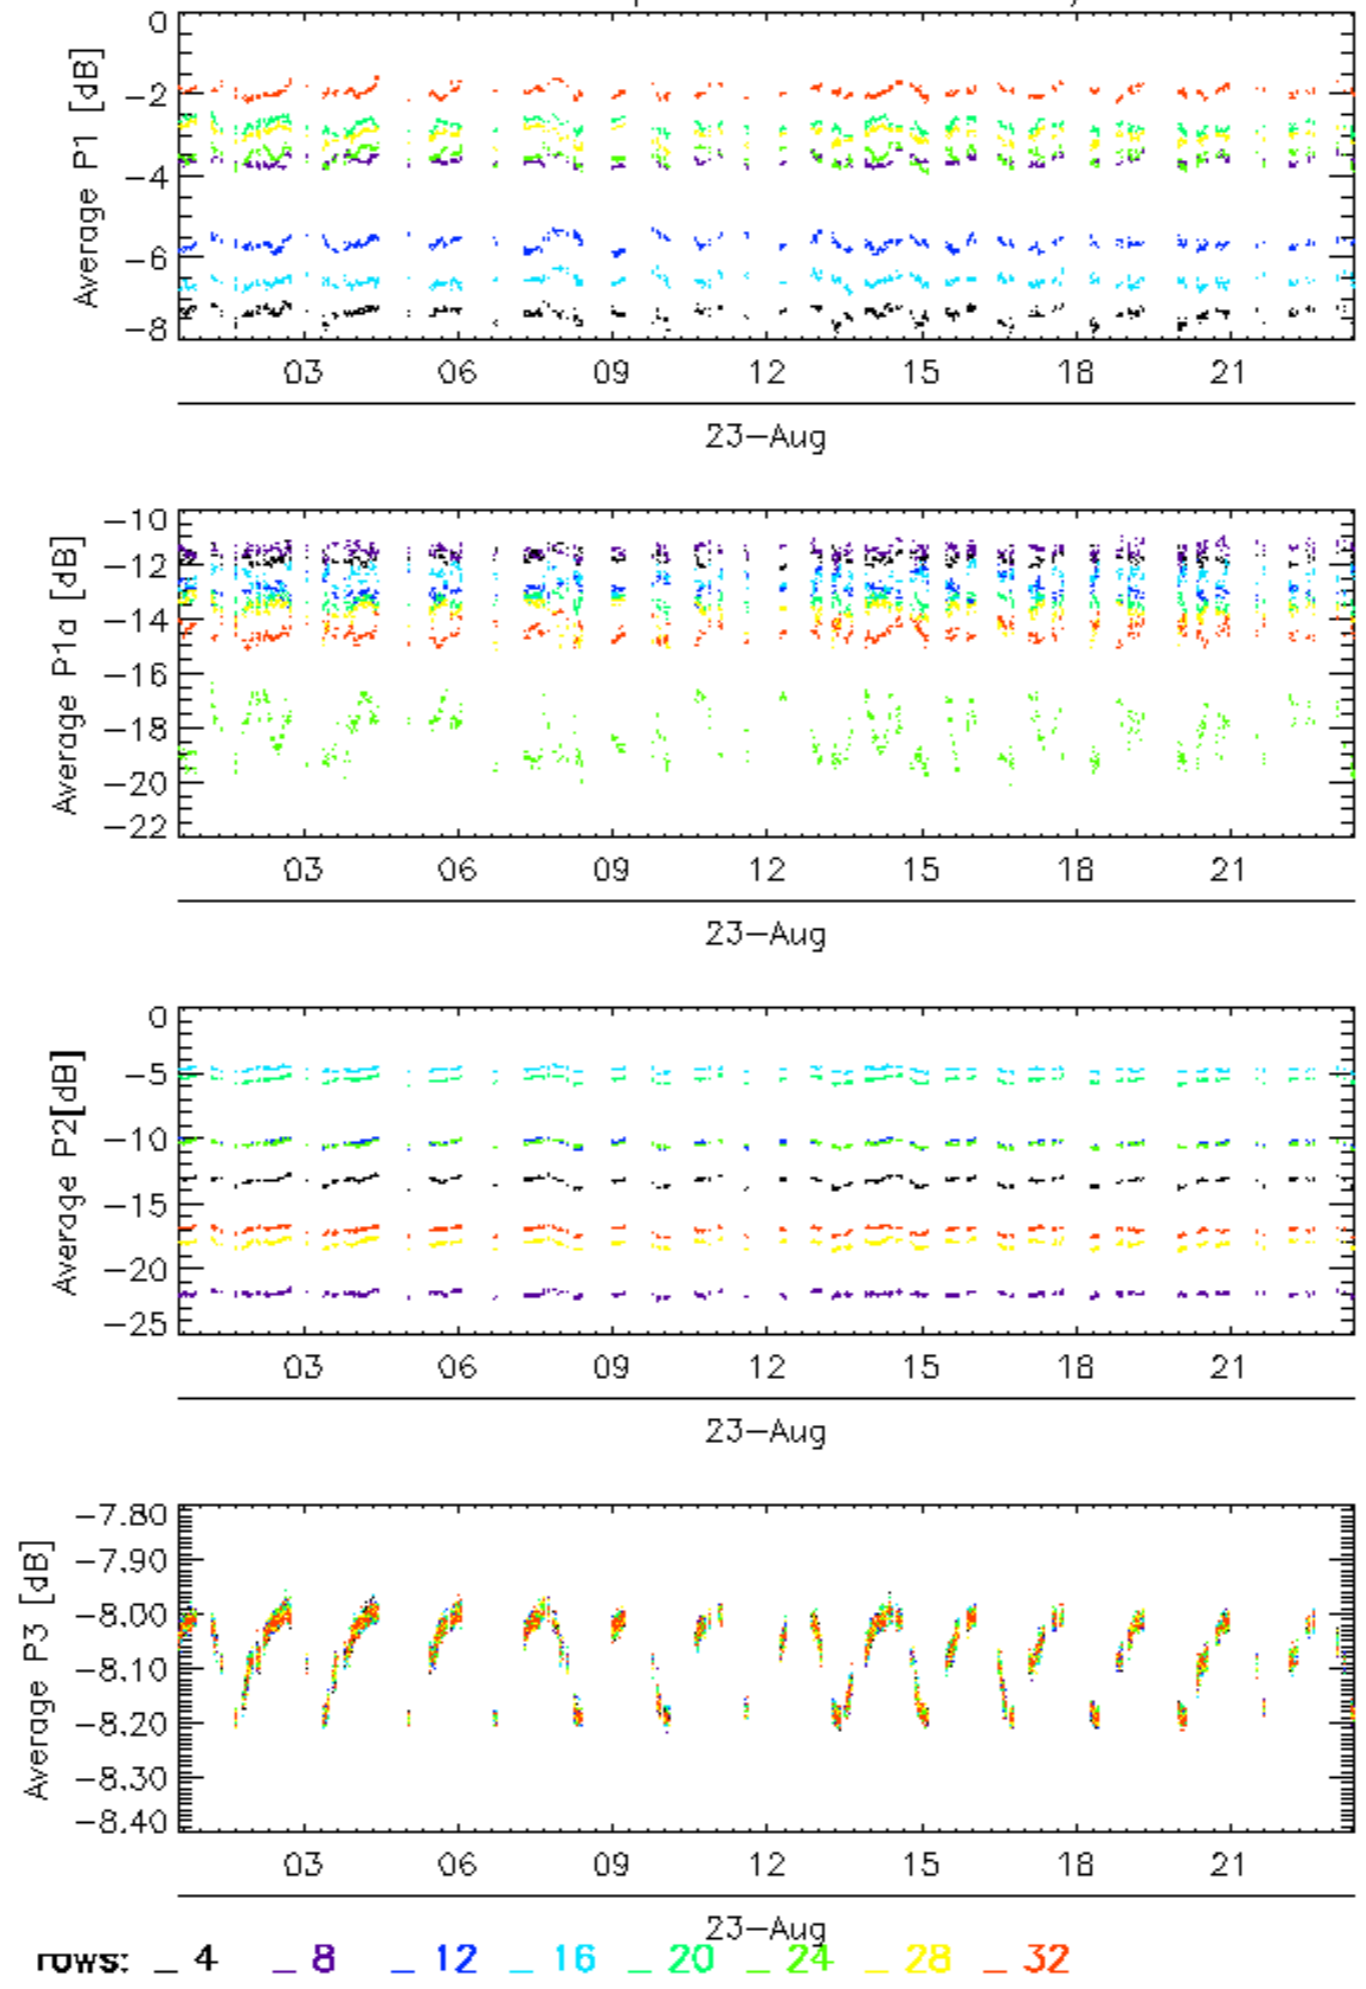 0
−2
−4
−6
−8
Average P1 [dB]
03 06 09 12 15 18 21
23−Aug
−10
−12
−14
−16
−18
−20
−22
Average P1a [dB]
03 06 09 12 15 18 21
23−Aug
0
−5
−10
−15
−20
−25
Average P2[dB]
03 06 09 12 15 18 21
23−Aug
−7.80
−7.90
−8.00
−8.10
−8.20
−8.30
−8.40
Average P3 [dB]
03 06 09 12 15 18 21
23−Aug
rows: _ 4 _ 8 _ 12 _ 16 _ 20 _ 24 _ 28 _ 32